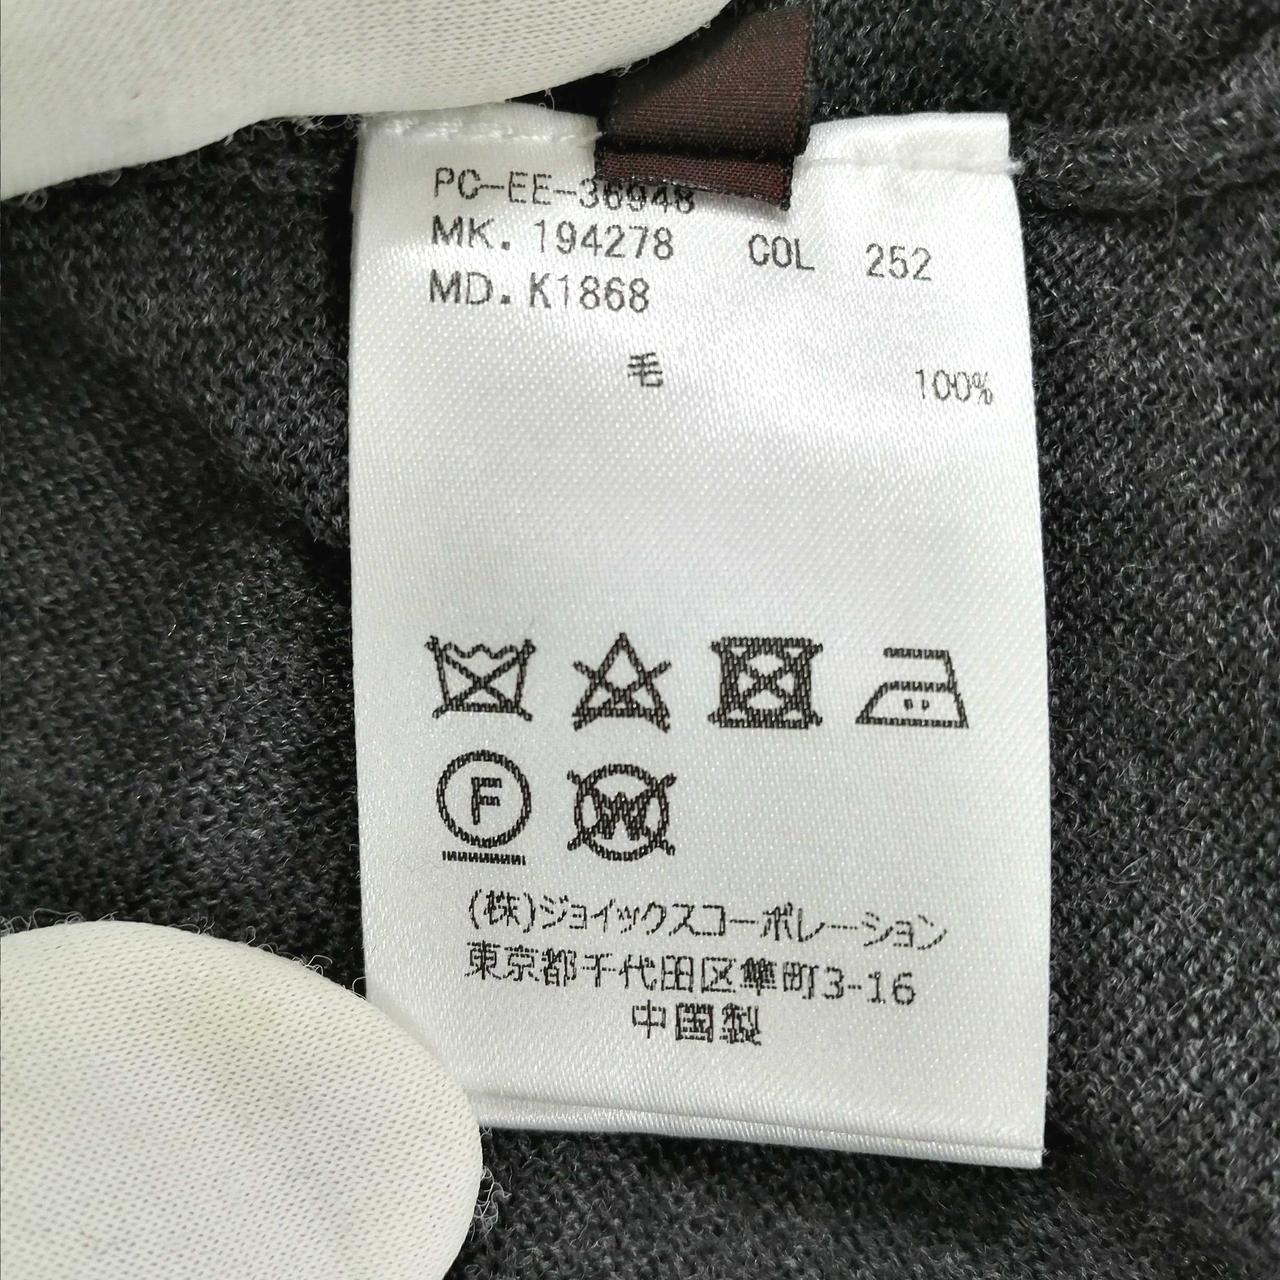 PC-EE-36948
MK. 194278 COL 252
MD. K1868
毛 100%
F
W
(株)ジョイックスコーポレーション
東京都千代田区隼町3-16
中国製